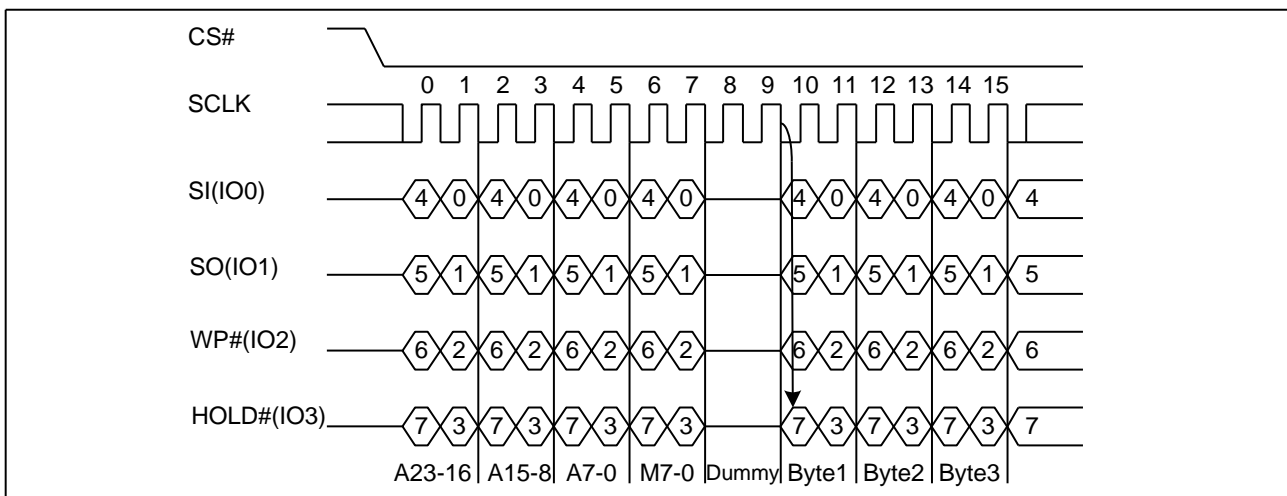 CS#
SCLK 0 1 2 3 4 5 6 7 8 9 10 11 12 13 14 15
SI(IO0) 4 0 4 0 4 0 4 0 4 0 4 0 4 0 4
SO(IO1) 5 1 5 1 5 1 5 1 5 1 5 1 5 1 5
WP#(IO2) 6 2 6 2 6 2 6 2 6 2 6 2 6 2 6
HOLD#(IO3) 7 3 7 3 7 3 7 3 7 3 7 3 7 3 7
A23-16 A15-8 A7-0 M7-0 Dummy Byte1 Byte2 Byte3